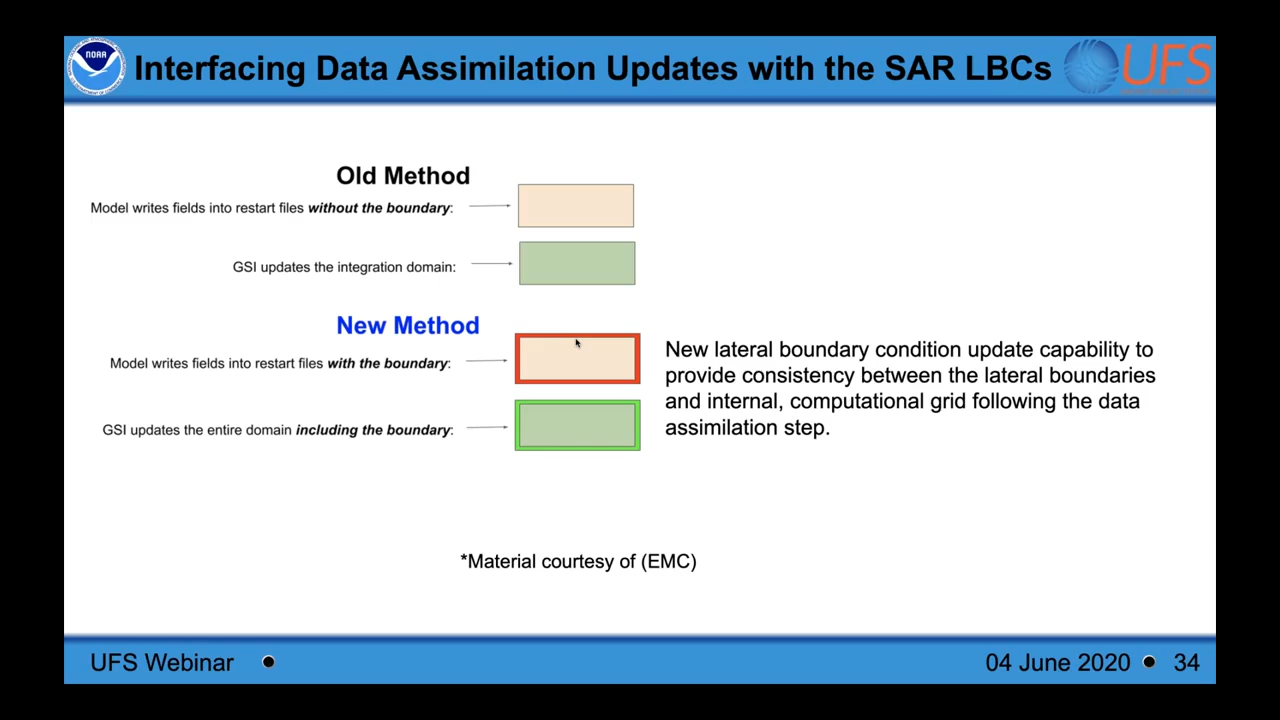 NOAA
Interfacing Data Assimilation Updates with the SAR LBCs
UFS
Old Method
Model writes fields into restart files without the boundary:
GSI updates the integration domain:
New Method
Model writes fields into restart files with the boundary:
GSI updates the entire domain including the boundary:
New lateral boundary condition update capability to
provide consistency between the lateral boundaries
and internal, computational grid following the data
assimilation step.
*Material courtesy of (EMC)
UFS Webinar •
04 June 2020 • 34